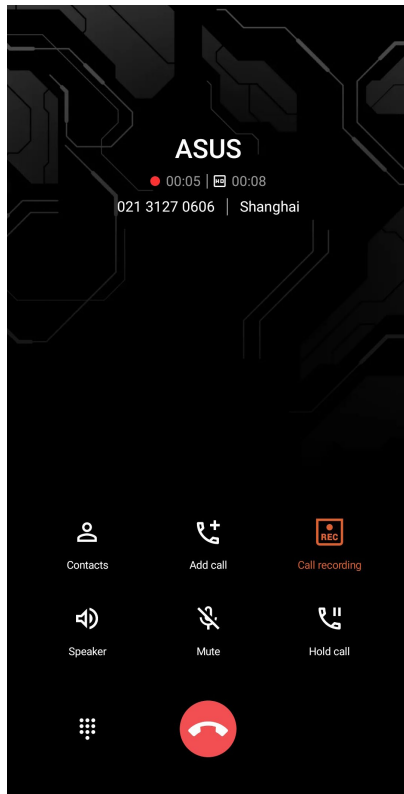 ASUS
00:05 | HD 00:08
021 3127 0606 | Shanghai
Contacts Add call REC Call recording
Speaker Mute Hold call